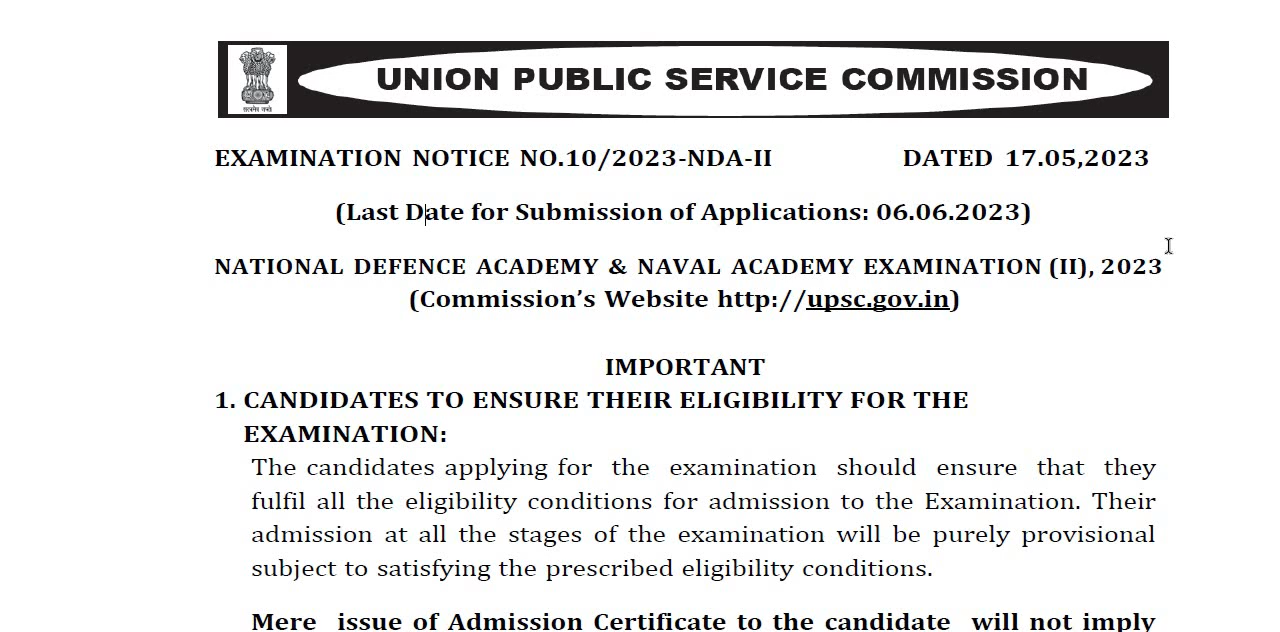 सत्यमेव जयते
UNION PUBLIC SERVICE COMMISSION
EXAMINATION NOTICE NO.10/2023-NDA-II DATED 17.05,2023
(Last Date for Submission of Applications: 06.06.2023)
NATIONAL DEFENCE ACADEMY & NAVAL ACADEMY EXAMINATION (II), 2023
(Commission’s Website http://upsc.gov.in)
IMPORTANT
1. CANDIDATES TO ENSURE THEIR ELIGIBILITY FOR THE
EXAMINATION:
The candidates applying for the examination should ensure that they
fulfil all the eligibility conditions for admission to the Examination. Their
admission at all the stages of the examination will be purely provisional
subject to satisfying the prescribed eligibility conditions.
Mere issue of Admission Certificate to the candidate will not imply